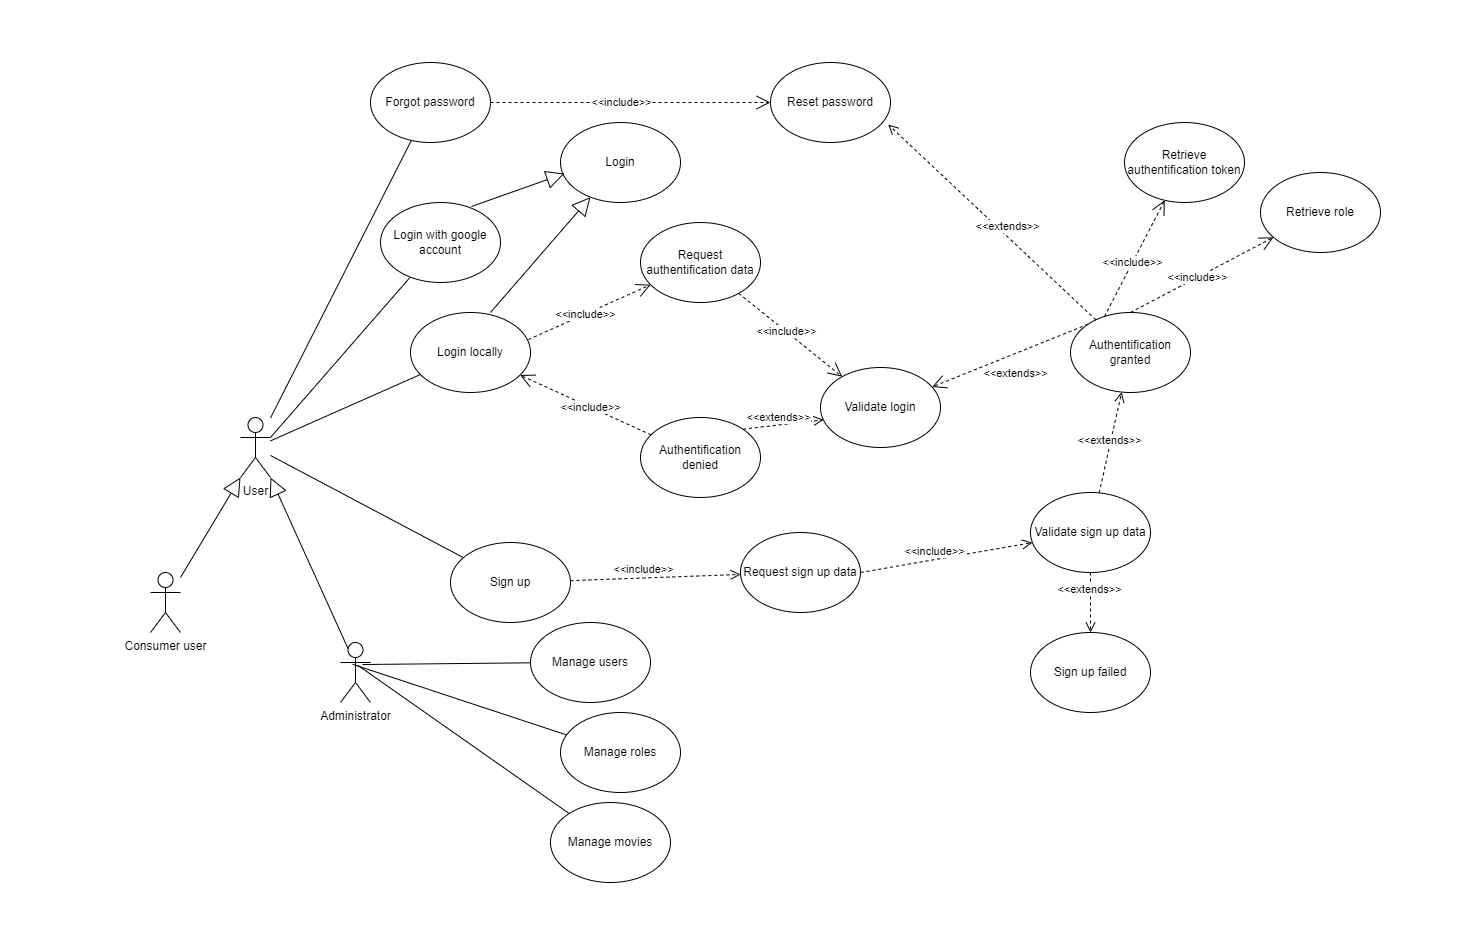 Forgot password
<<include>>
Reset password
Login
Retrieve
authentification token
Retrieve role
Login with google
account
<<extends>>
Request
authentification data
<<include>>
<<include>>
<<include>>
<<include>>
Login locally
Authentification
granted
<<extends>>
<<include>>
Validate login
<<extends>>
Authentification
denied
<<extends>>
User
Validate sign up data
<<include>>
<<include>>
Sign up
Request sign up data
<<extends>>
Consumer user
Manage users
Sign up failed
Administrator
Manage roles
Manage movies